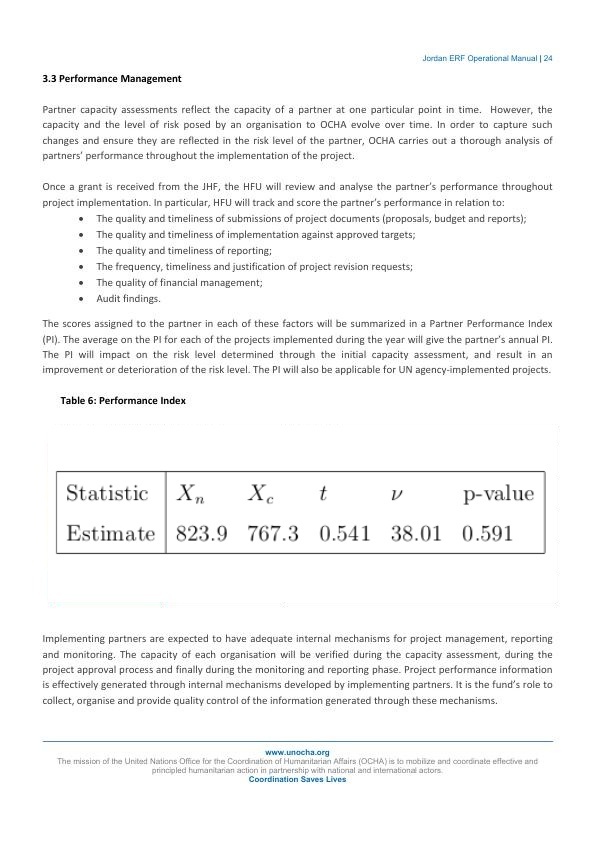 Jordan ERF Operational Manual | 24
3.3 Performance Management
Partner capacity assessments reflect the capacity of a partner at one particular point in time. However, the
capacity and the level of risk posed by an organisation to OCHA evolve over time. In order to capture such
changes and ensure they are reflected in the risk level of the partner, OCHA carries out a thorough analysis of
partners' performance throughout the implementation of the project.
Once a grant is received from the JHF, the HFU will review and analyse the partner's performance throughout
project implementation. In particular, HFU will track and score the partner's performance in relation to:
• The quality and timeliness of submissions of project documents (proposals, budget and reports);
• The quality and timeliness of implementation against approved targets;
• The quality and timeliness of reporting;
• The frequency, timeliness and justification of project revision requests;
• The quality of financial management;
• Audit findings.
The scores assigned to the partner in each of these factors will be summarized in a Partner Performance Index
(PI). The average on the PI for each of the projects implemented during the year will give the partner's annual PI.
The PI will impact on the risk level determined through the initial capacity assessment, and result in an
improvement or deterioration of the risk level. The PI will also be applicable for UN agency-implemented projects.
Table 6: Performance Index
Statistic X_n X_c t ν p-value
Estimate 823.9 767.3 0.541 38.01 0.591
Implementing partners are expected to have adequate internal mechanisms for project management, reporting
and monitoring. The capacity of each organisation will be verified during the capacity assessment, during the
project approval process and finally during the monitoring and reporting phase. Project performance information
is effectively generated through internal mechanisms developed by implementing partners. It is the fund's role to
collect, organise and provide quality control of the information generated through these mechanisms.
www.unocha.org
The mission of the United Nations Office for the Coordination of Humanitarian Affairs (OCHA) is to mobilize and coordinate effective and
principled humanitarian action in partnership with national and international actors.
Coordination Saves Lives